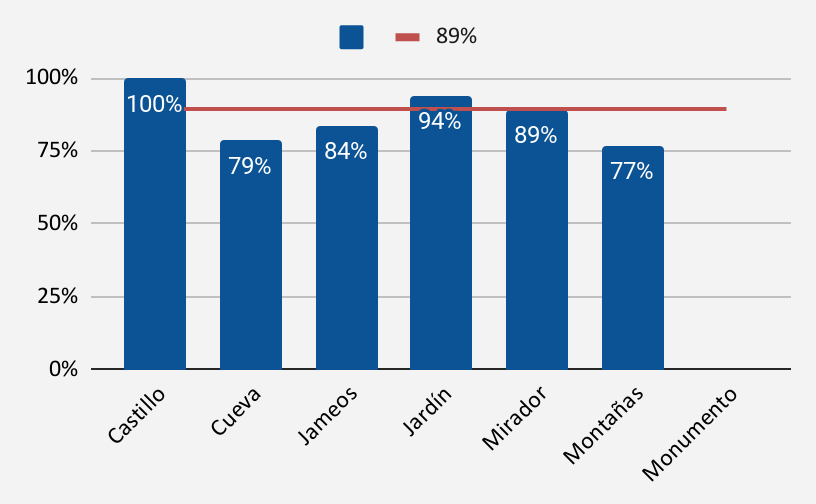 89%
100%
75%
50%
25%
0%
100%
79%
84%
94%
89%
77%
Castillo
Cueva
Jameos
Jardín
Mirador
Montañas
Monumento